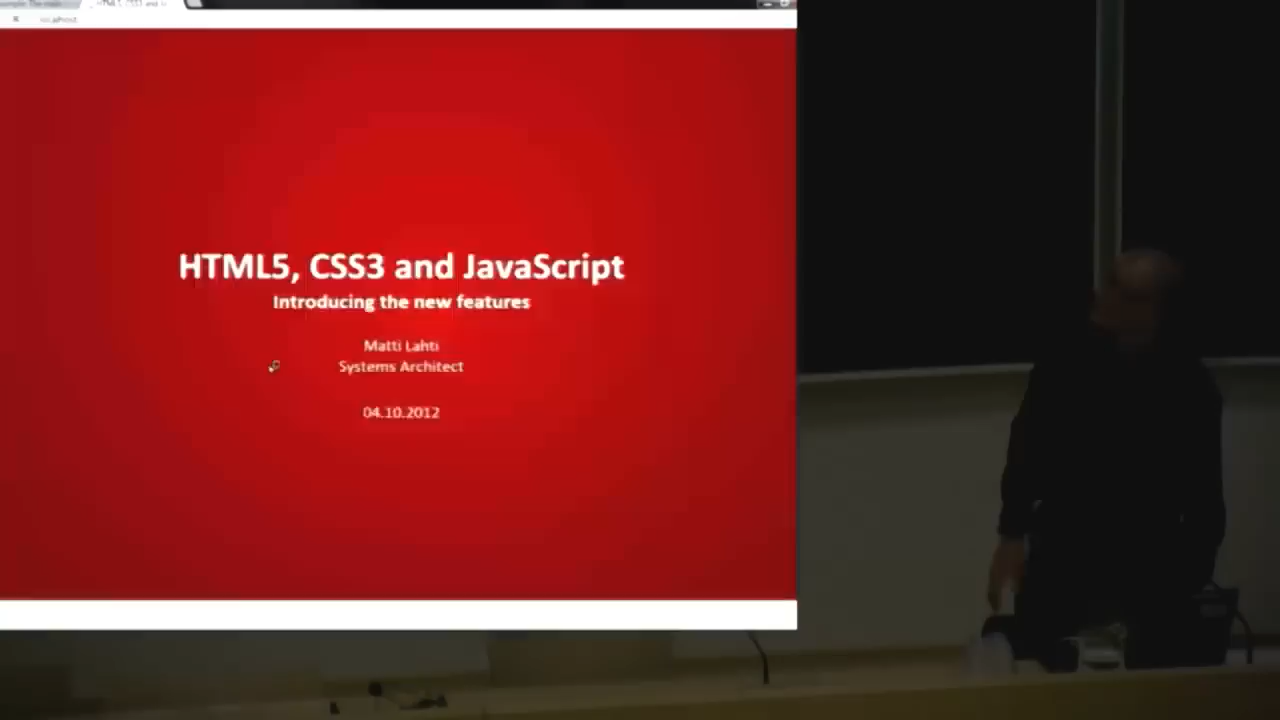 HTML5, CSS3 and JavaScript
Introducing the new features
Matti Lahti
Systems Architect
04.10.2012